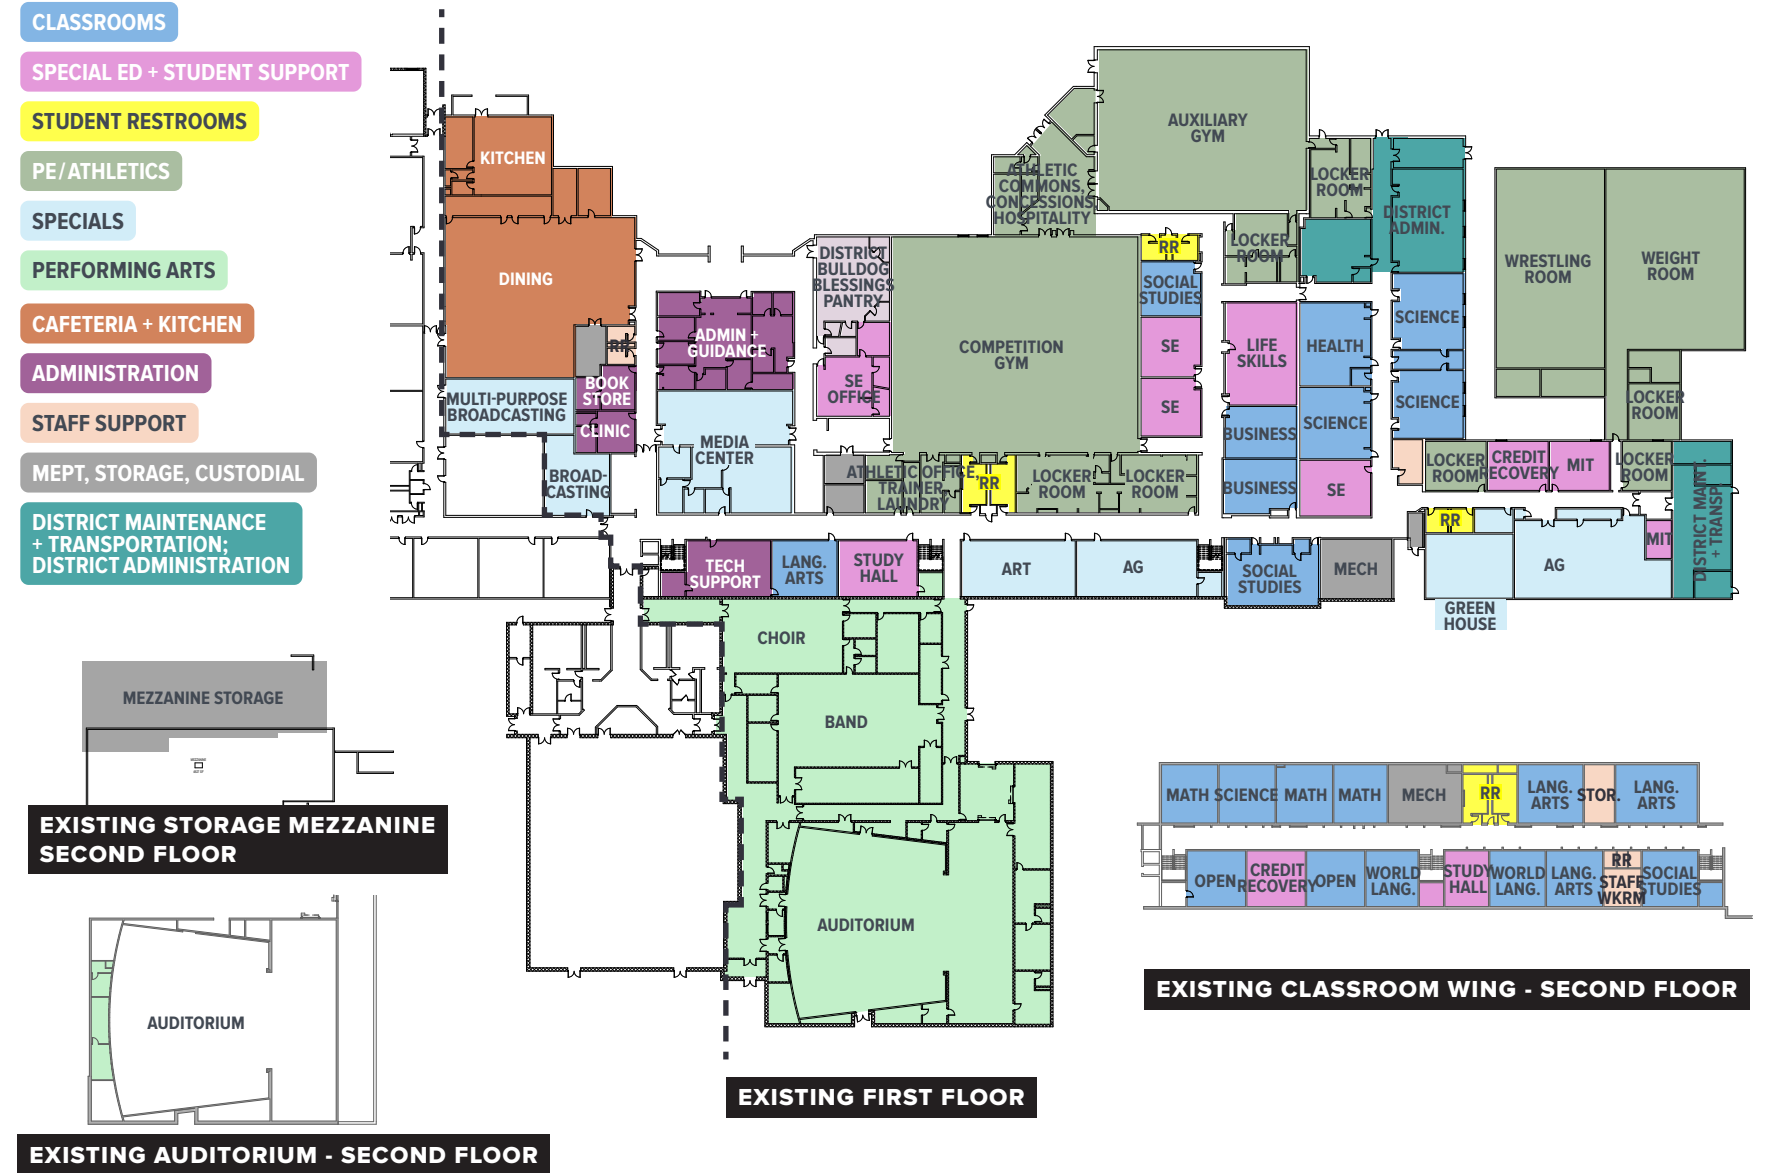 CLASSROOMS
SPECIAL ED + STUDENT SUPPORT
STUDENT RESTROOMS
PE/ATHLETICS
SPECIALS
PERFORMING ARTS
CAFETERIA + KITCHEN
ADMINISTRATION
STAFF SUPPORT
MEPT, STORAGE, CUSTODIAL
DISTRICT MAINTENANCE
+ TRANSPORTATION;
DISTRICT ADMINISTRATION
KITCHEN
DINING
RR
BOOK
STORE
CLINIC
MULTI-PURPOSE
BROADCASTING
BROAD-
CASTING
ADMIN +
GUIDANCE
MEDIA
CENTER
DISTRICT
BULLDOG
BLESSINGS
PANTRY
SE
OFFICE
ATHLETIC
COMMONS,
CONCESSIONS,
HOSPITALITY
AUXILIARY
GYM
COMPETITION
GYM
ATHLETIC OFFICE,
TRAINER
LAUNDRY
RR
LOCKER
ROOM
LOCKER
ROOM
RR
SOCIAL
STUDIES
SE
SE
LOCKER
ROOM
LOCKER
ROOM
DISTRICT
ADMIN.
LIFE
SKILLS
HEALTH
SCIENCE
BUSINESS
BUSINESS
SE
SCIENCE
SCIENCE
WRESTLING
ROOM
WEIGHT
ROOM
LOCKER
ROOM
LOCKER
ROOM
CREDIT
RECOVERY
MIT
LOCKER
ROOM
DISTRICT MAINT.
+ TRANSP.
RR
MIT
AG
GREEN
HOUSE
TECH
SUPPORT
LANG.
ARTS
STUDY
HALL
ART
AG
SOCIAL
STUDIES
MECH
CHOIR
BAND
AUDITORIUM
EXISTING FIRST FLOOR
MEZZANINE STORAGE
EXISTING STORAGE MEZZANINE
SECOND FLOOR
AUDITORIUM
EXISTING AUDITORIUM - SECOND FLOOR
MATH
SCIENCE
MATH
MATH
MECH
RR
LANG.
ARTS
STOR.
LANG.
ARTS
OPEN
CREDIT
RECOVERY
OPEN
WORLD
LANG.
STUDY
HALL
WORLD
LANG.
LANG.
ARTS
RR
STAFF
WKRM
SOCIAL
STUDIES
EXISTING CLASSROOM WING - SECOND FLOOR